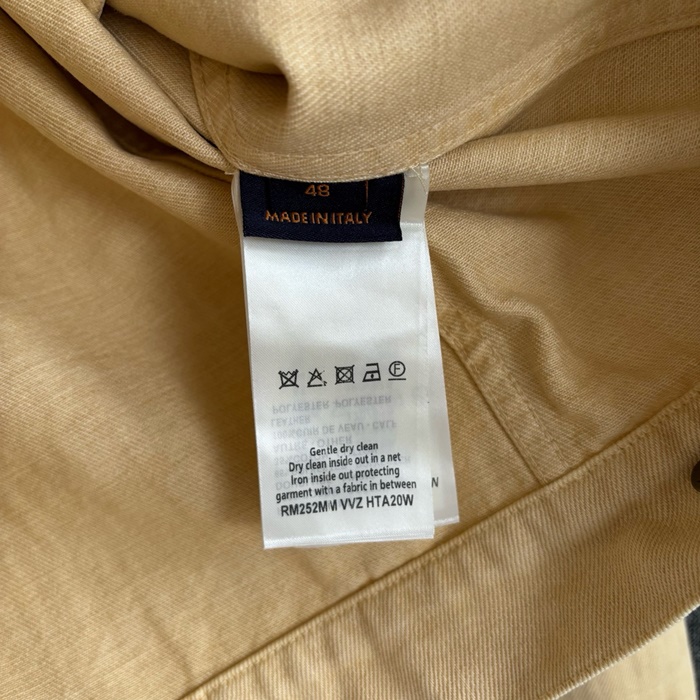 48
MADE IN ITALY
Gentle dry clean
Dry clean inside out in a net
Iron inside out protecting
garment with a fabric in between
RM252MM VVZ HTA20W
W